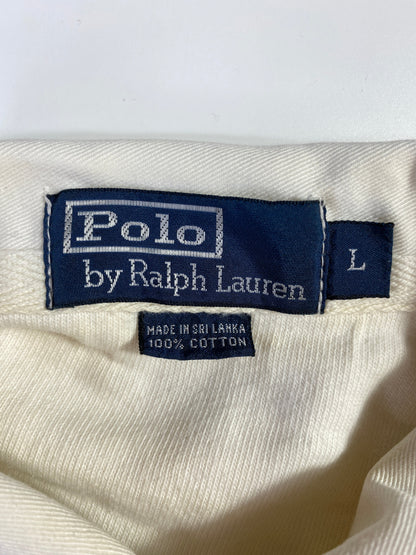 Polo
by Ralph Lauren
L
MADE IN SRI LANKA
100% COTTON